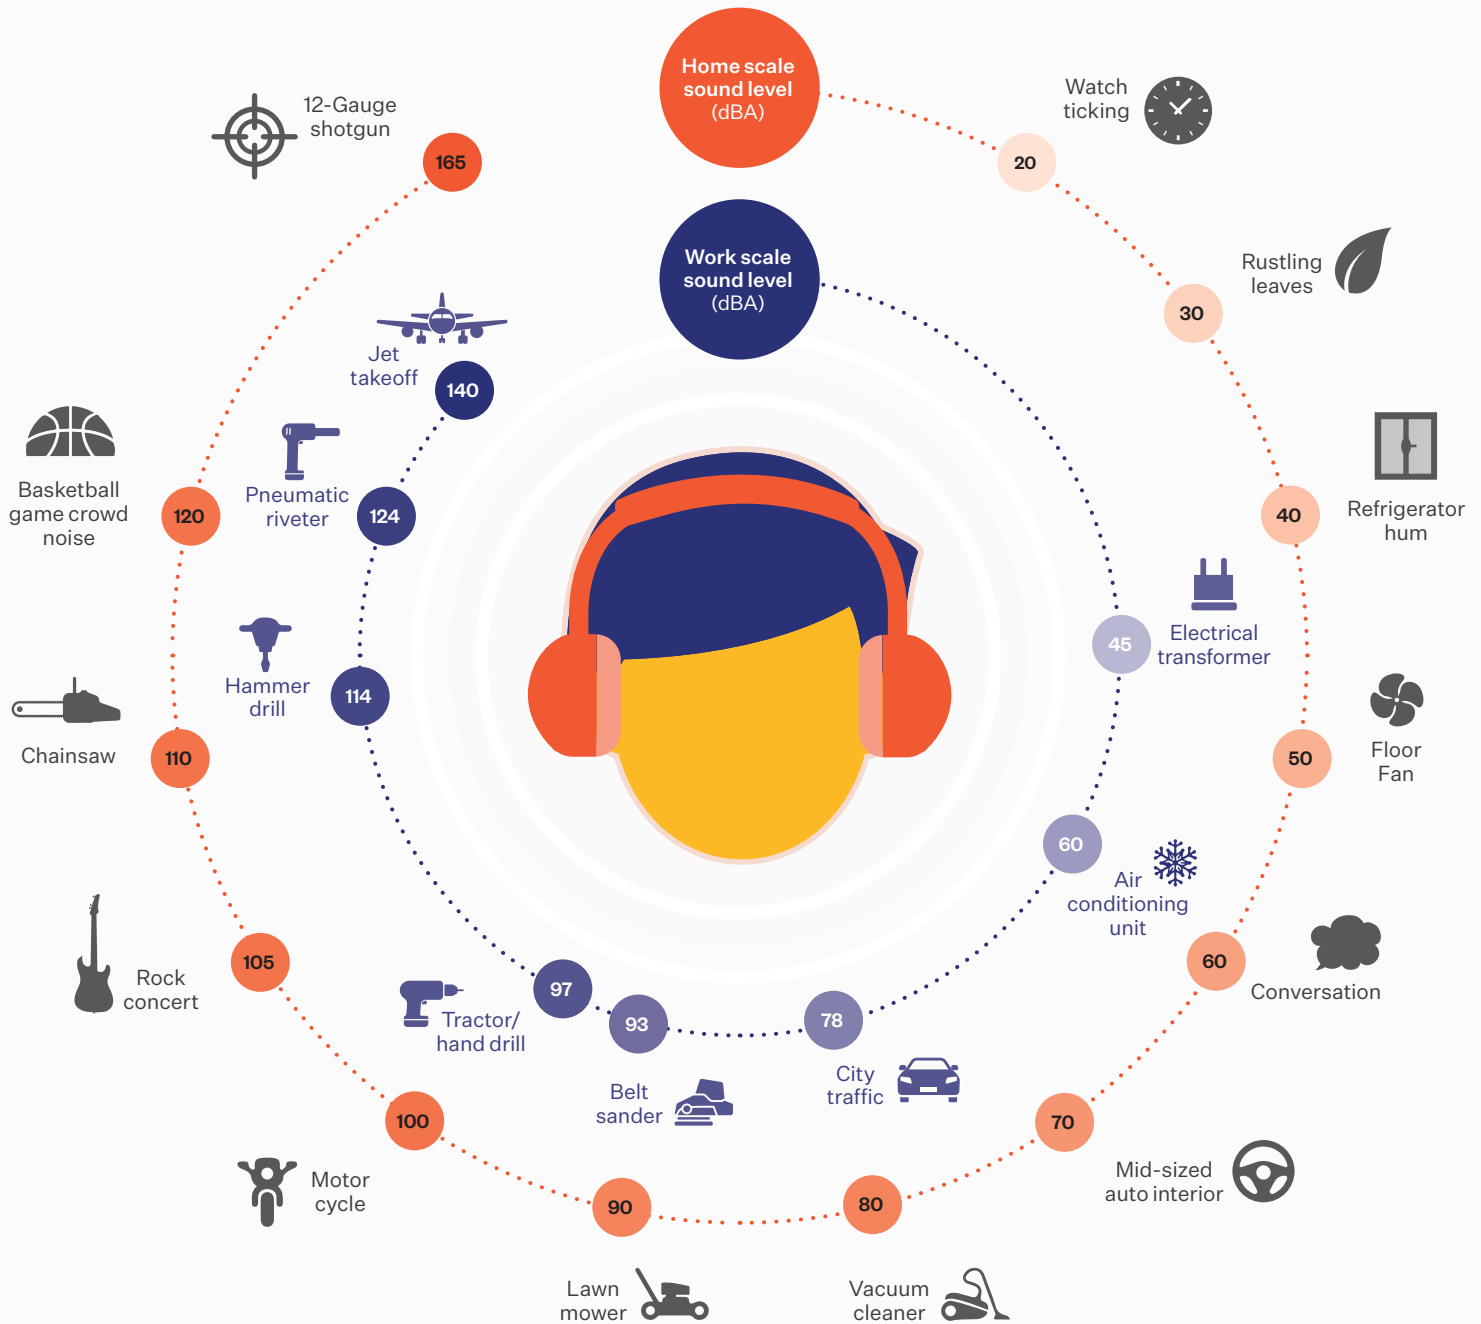 Home scale
sound level
(dBA)
Watch
ticking
20
Rustling
leaves
30
40
Refrigerator
hum
50
Floor
Fan
60
Conversation
70
Mid-sized
auto interior
80
Vacuum
cleaner
90
Lawn
mower
100
Motor
cycle
105
Rock
concert
110
Chainsaw
120
Basketball
game crowd
noise
165
12-Gauge
shotgun
Work scale
sound level
(dBA)
45
Electrical
transformer
60
Air
conditioning
unit
78
City
traffic
93
Belt
sander
97
Tractor/
hand drill
114
Hammer
drill
124
Pneumatic
riveter
140
Jet
takeoff